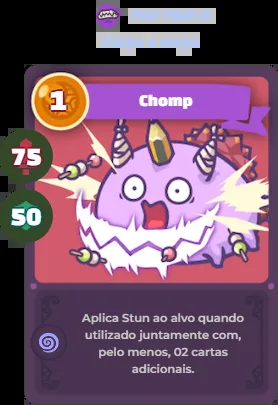 1
Chomp
75
50
Aplica Stun ao alvo quando
utilizado juntamente com,
pelo menos, 02 cartas
adicionais.